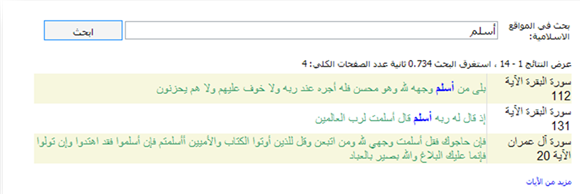 بحث في المواقع الاسلامية:
أسلم
ابحث
عرض النتائج 1 - 14 ، استغرق البحث 0.734 ثانية عدد الصفحات الكلي: 4
سورة البقرة الآية 112
بلى من أسلم وجهه لله وهو محسن فله أجره عند ربه ولا خوف عليهم ولا هم يحزنون
سورة البقرة الآية 131
إذ قال له ربه أسلم قال أسلمت لرب العالمين
سورة آل عمران الآية 20
فإن حاجوك فقل أسلمت وجهي لله ومن اتبعن وقل للذين أوتوا الكتاب والأميين أأسلمتم فإن أسلموا فقد اهتدوا وإن تولوا
فإنما عليك البلاغ والله بصير بالعباد
مزيد من الآيات